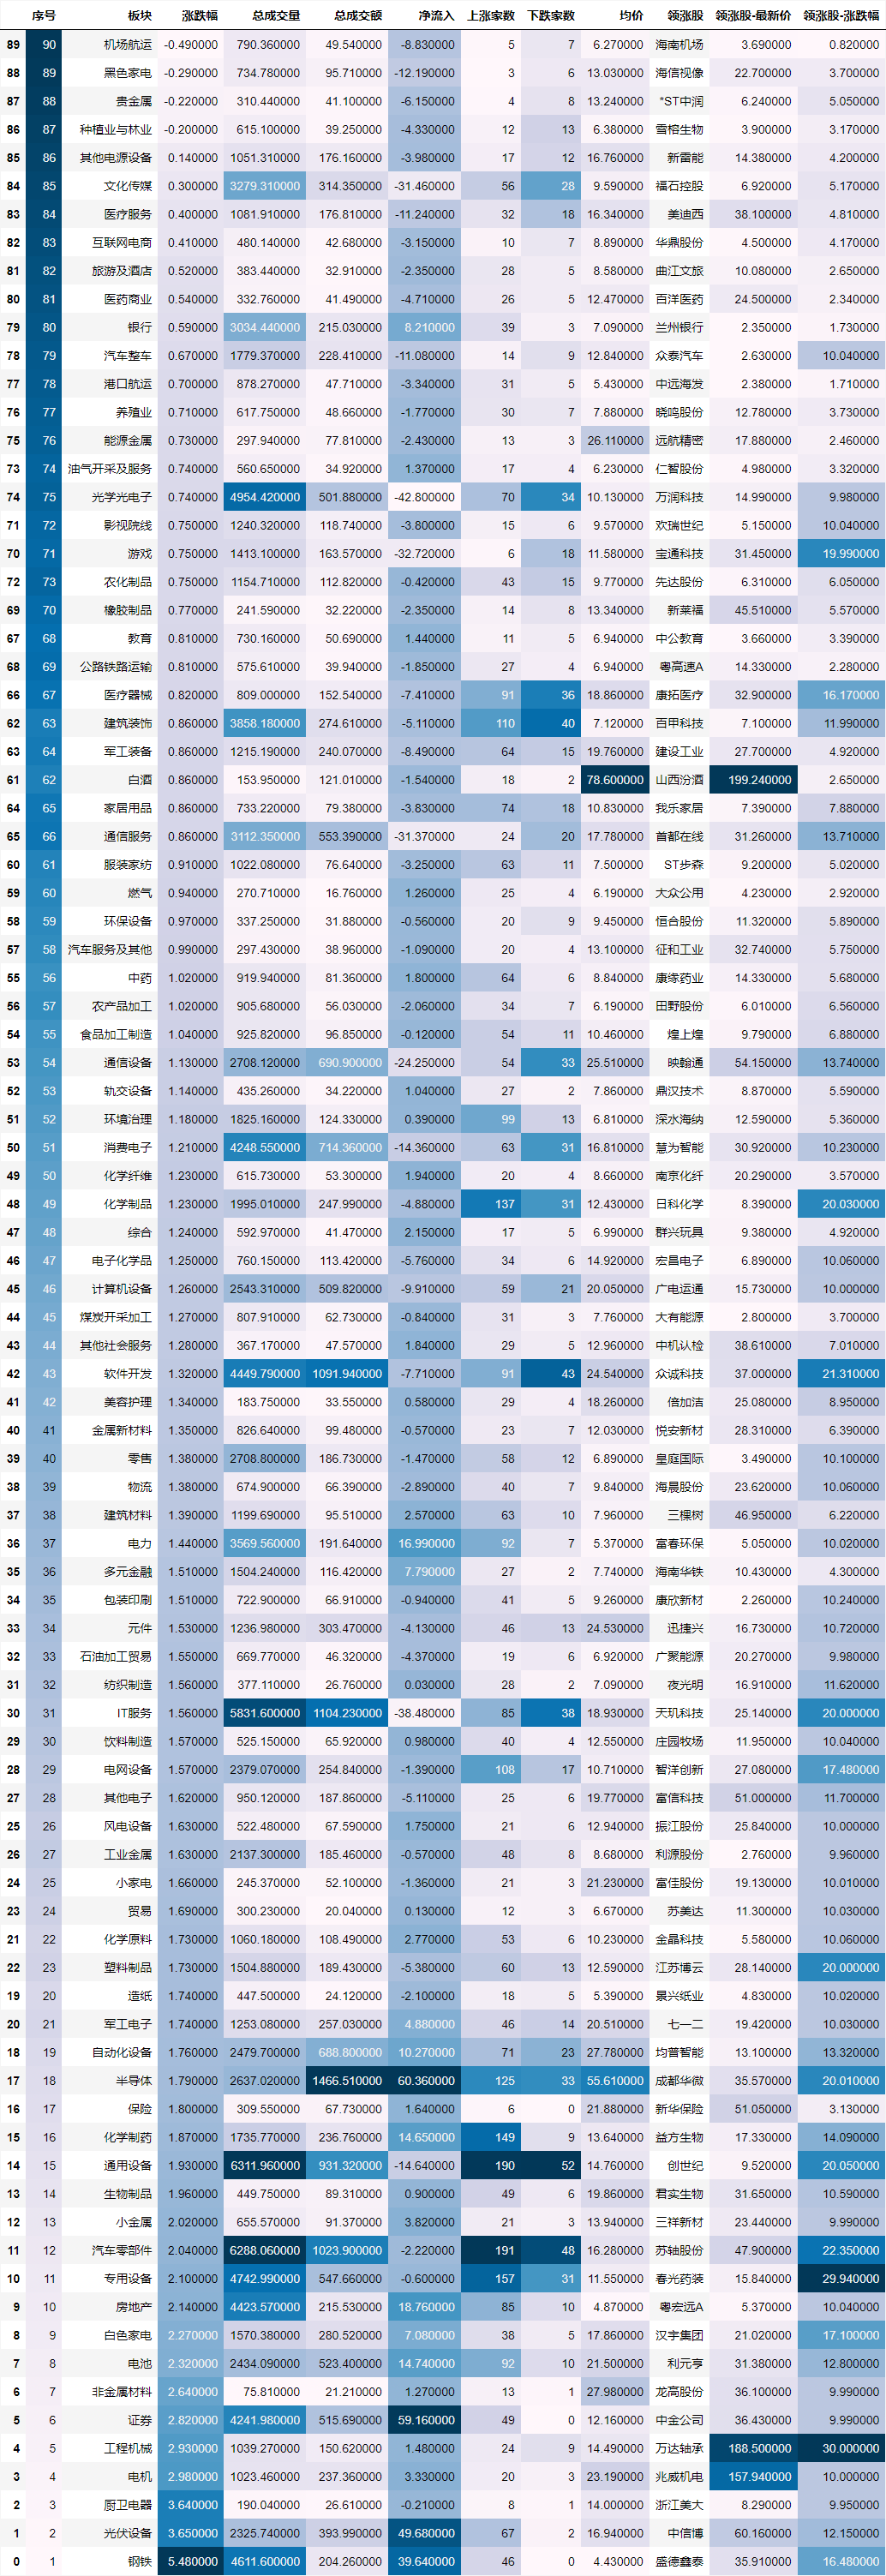 序号 板块 涨跌幅 总成交量 总成交额 净流入 上涨家数 下跌家数 均价 领涨股 领涨股-最新价 领涨股-涨跌幅
89 90 机场航运 -0.490000 790.360000 49.540000 -8.830000 5 7 6.270000 海南机场 3.690000 0.820000
88 89 黑色家电 -0.290000 734.780000 95.710000 -12.190000 3 6 13.030000 海信视像 22.700000 3.700000
87 88 贵金属 -0.220000 310.440000 41.100000 -6.150000 4 8 13.240000 *ST中润 6.240000 5.050000
86 87 种植业与林业 -0.200000 615.100000 39.250000 -4.330000 12 13 6.380000 雪榕生物 3.900000 3.170000
85 86 其他电源设备 0.140000 1051.310000 176.160000 -3.980000 17 12 16.760000 新雷能 14.380000 4.200000
84 85 文化传媒 0.300000 3279.310000 314.350000 -31.460000 56 28 9.590000 福石控股 6.920000 5.170000
83 84 医疗服务 0.400000 1081.910000 176.810000 -11.240000 32 18 16.340000 美迪西 38.100000 4.810000
82 83 互联网电商 0.410000 480.140000 42.680000 -3.150000 10 7 8.890000 华鼎股份 4.500000 4.170000
81 82 旅游及酒店 0.520000 383.440000 32.910000 -2.350000 28 5 8.580000 曲江文旅 10.080000 2.650000
80 81 医药商业 0.540000 332.760000 41.490000 -4.710000 26 5 12.470000 百洋医药 24.500000 2.340000
79 80 银行 0.590000 3034.440000 215.030000 8.210000 39 3 7.090000 兰州银行 2.350000 1.730000
78 79 汽车整车 0.670000 1779.370000 228.410000 -11.080000 14 9 12.840000 众泰汽车 2.630000 10.040000
77 78 港口航运 0.700000 878.270000 47.710000 -3.340000 31 5 5.430000 中远海发 2.380000 1.710000
76 77 养殖业 0.710000 617.750000 48.660000 -1.770000 30 7 7.880000 晓鸣股份 12.780000 3.730000
75 76 能源金属 0.730000 297.940000 77.810000 -2.430000 13 3 26.110000 远航精密 17.880000 2.460000
73 74 油气开采及服务 0.740000 560.650000 34.920000 1.370000 17 4 6.230000 仁智股份 4.980000 3.320000
74 75 光学光电子 0.740000 4954.420000 501.880000 -42.800000 70 34 10.130000 万润科技 14.990000 9.980000
71 72 影视院线 0.750000 1240.320000 118.740000 -3.800000 15 6 9.570000 欢瑞世纪 5.150000 10.040000
70 71 游戏 0.750000 1413.100000 163.570000 -32.720000 6 18 11.580000 宝通科技 31.450000 19.990000
72 73 农化制品 0.750000 1154.710000 112.820000 -0.420000 43 15 9.770000 先达股份 6.310000 6.050000
69 70 橡胶制品 0.770000 241.590000 32.220000 -2.350000 14 8 13.340000 新莱福 45.510000 5.570000
67 68 教育 0.810000 730.160000 50.690000 1.440000 11 5 6.940000 中公教育 3.660000 3.390000
68 69 公路铁路运输 0.810000 575.610000 39.940000 -1.850000 27 4 6.940000 粤高速A 14.330000 2.280000
66 67 医疗器械 0.820000 809.000000 152.540000 -7.410000 91 36 18.860000 康拓医疗 32.900000 16.170000
62 63 建筑装饰 0.860000 3858.180000 274.610000 -5.110000 110 40 7.120000 百甲科技 7.100000 11.990000
63 64 军工装备 0.860000 1215.190000 240.070000 -8.490000 64 15 19.760000 建设工业 27.700000 4.920000
61 62 白酒 0.860000 153.950000 121.010000 -1.540000 18 2 78.600000 山西汾酒 199.240000 2.650000
64 65 家居用品 0.860000 733.220000 79.380000 -3.830000 74 18 10.830000 我乐家居 7.390000 7.880000
65 66 通信服务 0.860000 3112.350000 553.390000 -31.370000 24 20 17.780000 首都在线 31.260000 13.710000
60 61 服装家纺 0.910000 1022.080000 76.640000 -3.250000 63 11 7.500000 ST步森 9.200000 5.020000
59 60 燃气 0.940000 270.710000 16.760000 1.260000 25 4 6.190000 大众公用 4.230000 2.920000
58 59 环保设备 0.970000 337.250000 31.880000 -0.560000 20 9 9.450000 恒合股份 11.320000 5.890000
57 58 汽车服务及其他 0.990000 297.430000 38.960000 -1.090000 20 4 13.100000 征和工业 32.740000 5.750000
55 56 中药 1.020000 919.940000 81.360000 1.800000 64 6 8.840000 康缘药业 14.330000 5.680000
56 57 农产品加工 1.020000 905.680000 56.030000 -2.060000 34 7 6.190000 田野股份 6.010000 6.560000
54 55 食品加工制造 1.040000 925.820000 96.850000 -0.120000 54 11 10.460000 煌上煌 9.790000 6.880000
53 54 通信设备 1.130000 2708.120000 690.900000 -24.250000 54 33 25.510000 映翰通 54.150000 13.740000
52 53 轨交设备 1.140000 435.260000 34.220000 1.040000 27 2 7.860000 鼎汉技术 8.870000 5.590000
51 52 环境治理 1.180000 1825.160000 124.330000 0.390000 99 13 6.810000 深水海纳 12.590000 5.360000
50 51 消费电子 1.210000 4248.550000 714.360000 -14.360000 63 31 16.810000 慧为智能 30.920000 10.230000
49 50 化学纤维 1.230000 615.730000 53.300000 1.940000 20 4 8.660000 南京化纤 20.290000 3.570000
48 49 化学制品 1.230000 1995.010000 247.990000 -4.880000 137 31 12.430000 日科化学 8.390000 20.030000
47 48 综合 1.240000 592.970000 41.470000 2.150000 17 5 6.990000 群兴玩具 9.380000 4.920000
46 47 电子化学品 1.250000 760.150000 113.420000 -5.760000 34 6 14.920000 宏昌电子 6.890000 10.060000
45 46 计算机设备 1.260000 2543.310000 509.820000 -9.910000 59 21 20.050000 广电运通 15.730000 10.000000
44 45 煤炭开采加工 1.270000 807.910000 62.730000 -0.840000 31 3 7.760000 大有能源 2.800000 3.700000
43 44 其他社会服务 1.280000 367.170000 47.570000 1.840000 29 5 12.960000 中机认检 38.610000 7.010000
42 43 软件开发 1.320000 4449.790000 1091.940000 -7.710000 91 43 24.540000 众诚科技 37.000000 21.310000
41 42 美容护理 1.340000 183.750000 33.550000 0.580000 29 4 18.260000 倍加洁 25.080000 8.950000
40 41 金属新材料 1.350000 826.640000 99.480000 -0.570000 23 7 12.030000 悦安新材 28.310000 6.390000
39 40 零售 1.380000 2708.800000 186.730000 -1.470000 58 12 6.890000 皇庭国际 3.490000 10.100000
38 39 物流 1.380000 674.900000 66.390000 -2.890000 40 7 9.840000 海晨股份 23.620000 10.060000
37 38 建筑材料 1.390000 1199.690000 95.510000 2.570000 63 10 7.960000 三棵树 46.950000 6.220000
36 37 电力 1.440000 3569.560000 191.640000 16.990000 92 7 5.370000 富春环保 5.050000 10.020000
35 36 多元金融 1.510000 1504.240000 116.420000 7.790000 27 2 7.740000 海南华铁 10.430000 4.300000
34 35 包装印刷 1.510000 722.900000 66.910000 -0.940000 41 5 9.260000 康欣新材 2.260000 10.240000
33 34 元件 1.530000 1236.980000 303.470000 -4.130000 46 13 24.530000 迅捷兴 16.730000 10.720000
32 33 石油加工贸易 1.550000 669.770000 46.320000 -4.370000 19 6 6.920000 广聚能源 20.270000 9.980000
31 32 纺织制造 1.560000 377.110000 26.760000 0.030000 28 2 7.090000 夜光明 16.910000 11.620000
30 31 IT服务 1.560000 5831.600000 1104.230000 -38.480000 85 38 18.930000 天玑科技 25.140000 20.000000
29 30 饮料制造 1.570000 525.150000 65.920000 0.980000 40 4 12.550000 庄园牧场 11.950000 10.040000
28 29 电网设备 1.570000 2379.070000 254.840000 -1.390000 108 17 10.710000 智洋创新 27.080000 17.480000
27 28 其他电子 1.620000 950.120000 187.860000 -5.110000 25 6 19.770000 富信科技 51.000000 11.700000
25 26 风电设备 1.630000 522.480000 67.590000 1.750000 21 6 12.940000 振江股份 25.840000 10.000000
26 27 工业金属 1.630000 2137.300000 185.460000 -0.570000 48 8 8.680000 利源股份 2.760000 9.960000
24 25 小家电 1.660000 245.370000 52.100000 -1.360000 21 3 21.230000 富佳股份 19.130000 10.010000
23 24 贸易 1.690000 300.230000 20.040000 0.130000 12 3 6.670000 苏美达 11.300000 10.030000
21 22 化学原料 1.730000 1060.180000 108.490000 2.770000 53 6 10.230000 金晶科技 5.580000 10.060000
22 23 塑料制品 1.730000 1504.880000 189.430000 -5.380000 60 13 12.590000 江苏博云 28.140000 20.000000
19 20 造纸 1.740000 447.500000 24.120000 -2.100000 18 5 5.390000 景兴纸业 4.830000 10.020000
20 21 军工电子 1.740000 1253.080000 257.030000 4.880000 46 14 20.510000 七一二 19.420000 10.030000
18 19 自动化设备 1.760000 2479.700000 688.800000 10.270000 71 23 27.780000 均普智能 13.100000 13.320000
17 18 半导体 1.790000 2637.020000 1466.510000 60.360000 125 33 55.610000 成都华微 35.570000 20.010000
16 17 保险 1.800000 309.550000 67.730000 1.640000 6 0 21.880000 新华保险 51.050000 3.130000
15 16 化学制药 1.870000 1735.770000 236.760000 14.650000 149 9 13.640000 益方生物 17.330000 14.090000
14 15 通用设备 1.930000 6311.960000 931.320000 -14.640000 190 52 14.760000 创世纪 9.520000 20.050000
13 14 生物制品 1.960000 449.750000 89.310000 0.900000 49 6 19.860000 君实生物 31.650000 10.590000
12 13 小金属 2.020000 655.570000 91.370000 3.820000 21 3 13.940000 三祥新材 23.440000 9.990000
11 12 汽车零部件 2.040000 6288.060000 1023.900000 -2.220000 191 48 16.280000 苏轴股份 47.900000 22.350000
10 11 专用设备 2.100000 4742.990000 547.660000 -0.600000 157 31 11.550000 春光药装 15.840000 29.940000
9 10 房地产 2.140000 4423.570000 215.530000 18.760000 85 10 4.870000 粤宏远A 5.370000 10.040000
8 9 白色家电 2.270000 1570.380000 280.520000 7.080000 38 5 17.860000 汉宇集团 21.020000 17.100000
7 8 电池 2.320000 2434.090000 523.400000 14.740000 92 10 21.500000 利元亨 31.380000 12.800000
6 7 非金属材料 2.640000 75.810000 21.210000 1.270000 13 1 27.980000 龙高股份 36.100000 9.990000
5 6 证券 2.820000 4241.980000 515.690000 59.160000 49 0 12.160000 中金公司 36.430000 9.990000
4 5 工程机械 2.930000 1039.270000 150.620000 1.480000 24 9 14.490000 万达轴承 188.500000 30.000000
3 4 电机 2.980000 1023.460000 237.360000 3.330000 20 3 23.190000 兆威机电 157.940000 10.000000
2 3 厨卫电器 3.640000 190.040000 26.610000 -0.210000 8 1 14.000000 浙江美大 8.290000 9.950000
1 2 光伏设备 3.650000 2325.740000 393.990000 49.680000 67 2 16.940000 中信博 60.160000 12.150000
0 1 钢铁 5.480000 4611.600000 204.260000 39.640000 46 0 4.430000 盛德鑫泰 35.910000 16.480000